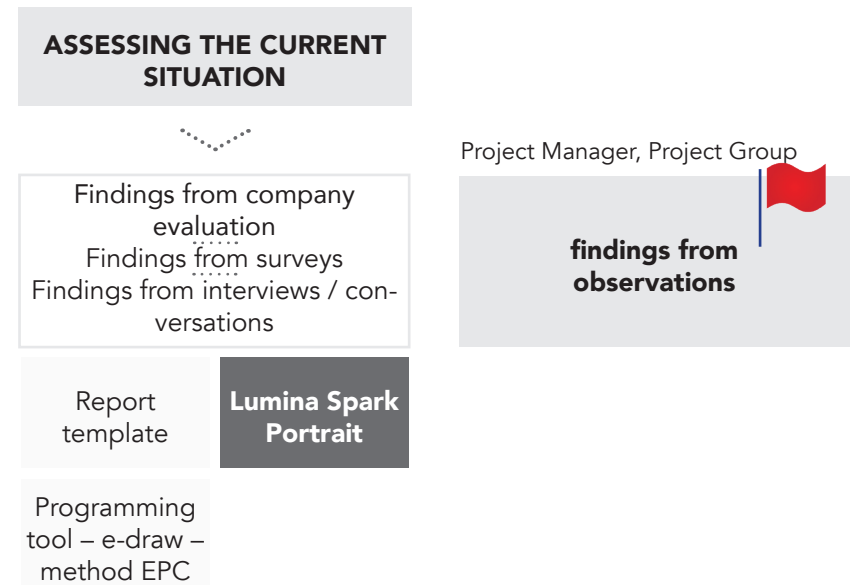 ASSESSING THE CURRENT
SITUATION
Findings from company
evaluation
Findings from surveys
Findings from interviews / con-
versations
Report
template
Lumina Spark
Portrait
Programming
tool – e-draw –
method EPC
Project Manager, Project Group
findings from
observations